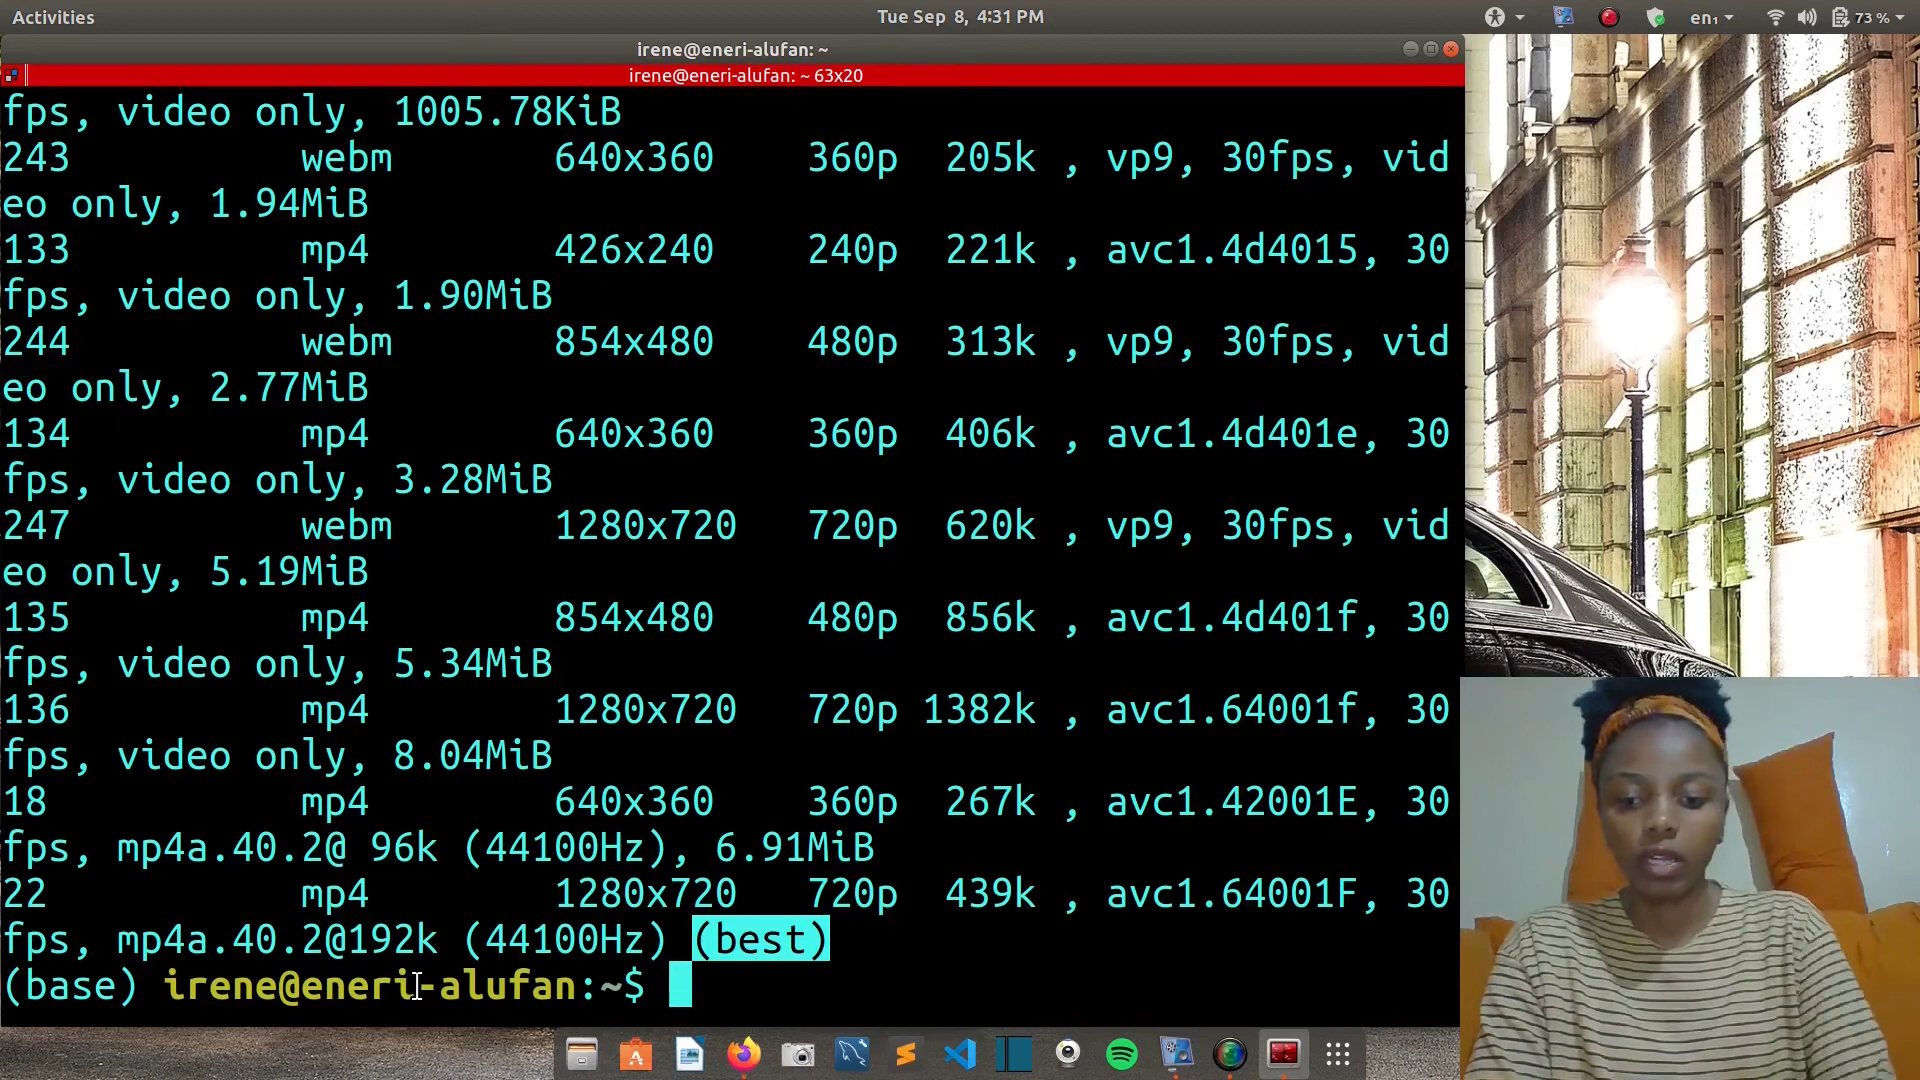 Activities
Tue Sep 8, 4:31 PM
en₁
73 %
irene@eneri-alufan: ~
irene@eneri-alufan: ~ 63x20
fps, video only, 1005.78KiB
243 webm 640x360 360p 205k , vp9, 30fps, vid
eo only, 1.94MiB
133 mp4 426x240 240p 221k , avc1.4d4015, 30
fps, video only, 1.90MiB
244 webm 854x480 480p 313k , vp9, 30fps, vid
eo only, 2.77MiB
134 mp4 640x360 360p 406k , avc1.4d401e, 30
fps, video only, 3.28MiB
247 webm 1280x720 720p 620k , vp9, 30fps, vid
eo only, 5.19MiB
135 mp4 854x480 480p 856k , avc1.4d401f, 30
fps, video only, 5.34MiB
136 mp4 1280x720 720p 1382k , avc1.64001f, 30
fps, video only, 8.04MiB
18 mp4 640x360 360p 267k , avc1.42001E, 30
fps, mp4a.40.2@ 96k (44100Hz), 6.91MiB
22 mp4 1280x720 720p 439k , avc1.64001F, 30
fps, mp4a.40.2@192k (44100Hz) (best)
(base) irene@eneri-alufan:~$